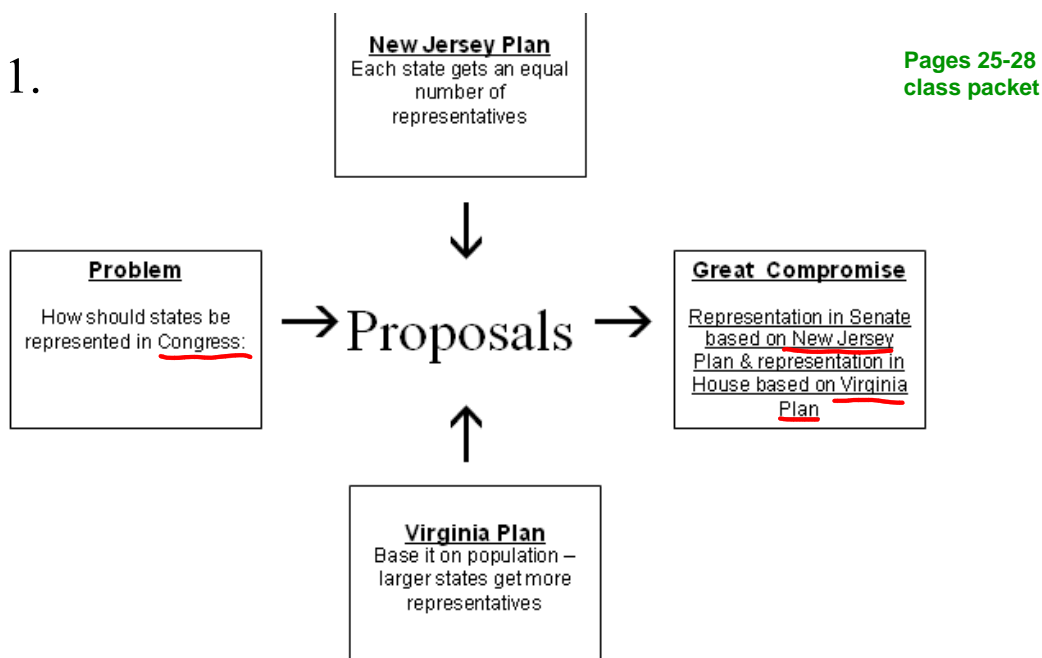 1.
New Jersey Plan
Each state gets an equal
number of
representatives
Pages 25-28
class packet
Problem
How should states be
represented in Congress:
Proposals
Great Compromise
Representation in Senate
based on New Jersey
Plan & representation in
House based on Virginia
Plan
Virginia Plan
Base it on population –
larger states get more
representatives